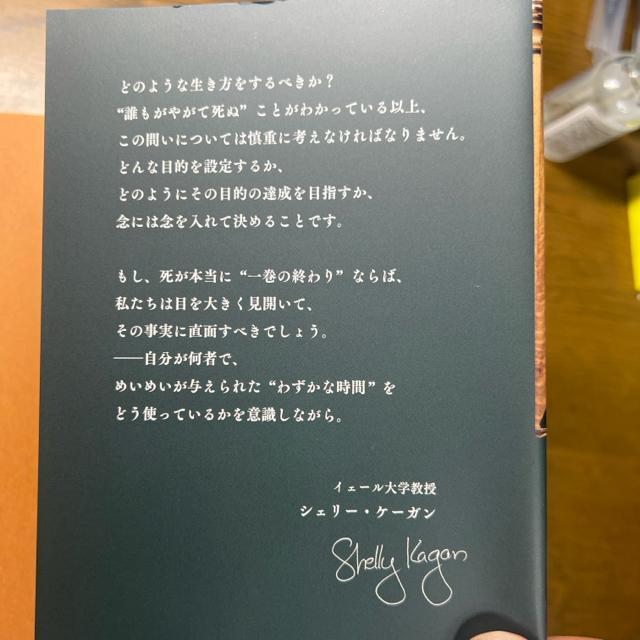 どのような生き方をするべきか？
“誰もがやがて死ぬ”ことがわかっている以上、
この問いについては慎重に考えなければなりません。
どんな目的を設定するか、
どのようにその目的の達成を目指すか、
念には念を入れて決めることです。
もし、死が本当に“一巻の終わり”ならば、
私たちは目を大きく見開いて、
その事実に直面すべきでしょう。
——自分が何者で、
めいめいが与えられた“わずかな時間”を
どう使っているかを意識しながら。
イェール大学教授
シェリー・ケーガン
Shelly Kagan